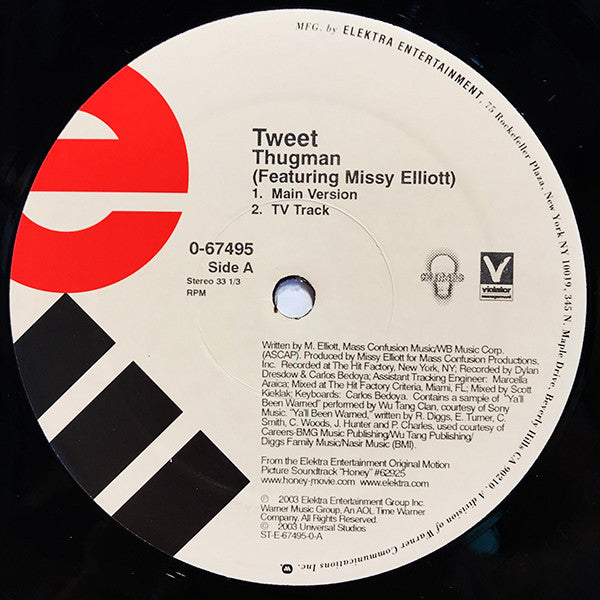 MFG. by ELEKTRA ENTERTAINMENT, 75 Rockefeller Plaza, New York NY 10019, 345 N. Maple Drive, Beverly Hills CA 90210. A division of Warner Communications Inc.
e
Tweet
Thugman
(Featuring Missy Elliott)
1. Main Version
2. TV Track
0-67495
Side A
Stereo 33 1/3
RPM
V
violator
management
Written by M. Elliott, Mass Confusion Music/WB Music Corp.
(ASCAP). Produced by Missy Elliott for Mass Confusion Productions,
Inc. Recorded at The Hit Factory, New York, NY; Recorded by Dylan
Dresdow & Carlos Bedoya; Assistant Tracking Engineer: Marcella
Araica; Mixed at The Hit Factory Criteria, Miami, FL; Mixed by Scott
Kieklak; Keyboards: Carlos Bedoya. Contains a sample of "Ya'll
Been Warned" performed by Wu Tang Clan, courtesy of Sony
Music. "Ya'll Been Warned," written by R. Diggs, E. Turner, C.
Smith, C. Woods, J. Hunter and P. Charles, used courtesy of
Careers-BMG Music Publishing/Wu Tang Publishing/
Diggs Family Music/Nasir Music (BMI).
From the Elektra Entertainment Original Motion
Picture Soundtrack "Honey" #62925
www.honey-movie.com www.elektra.com
℗ 2003 Elektra Entertainment Group Inc.
Warner Music Group, An AOL Time Warner
Company. All Rights Reserved.
© 2003 Universal Studios
ST-E-67495-0-A